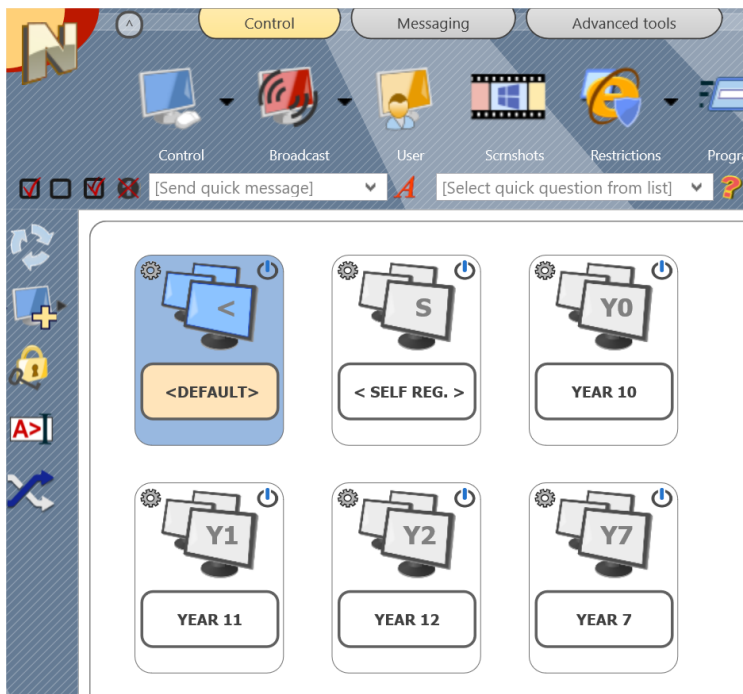 N
Control Messaging Advanced tools
Control Broadcast User Scrnshots Restrictions Progra
[Send quick message] A [Select quick question from list] ?
< S Y0
<DEFAULT> < SELF REG. > YEAR 10
A>
Y1 Y2 Y7
YEAR 11 YEAR 12 YEAR 7